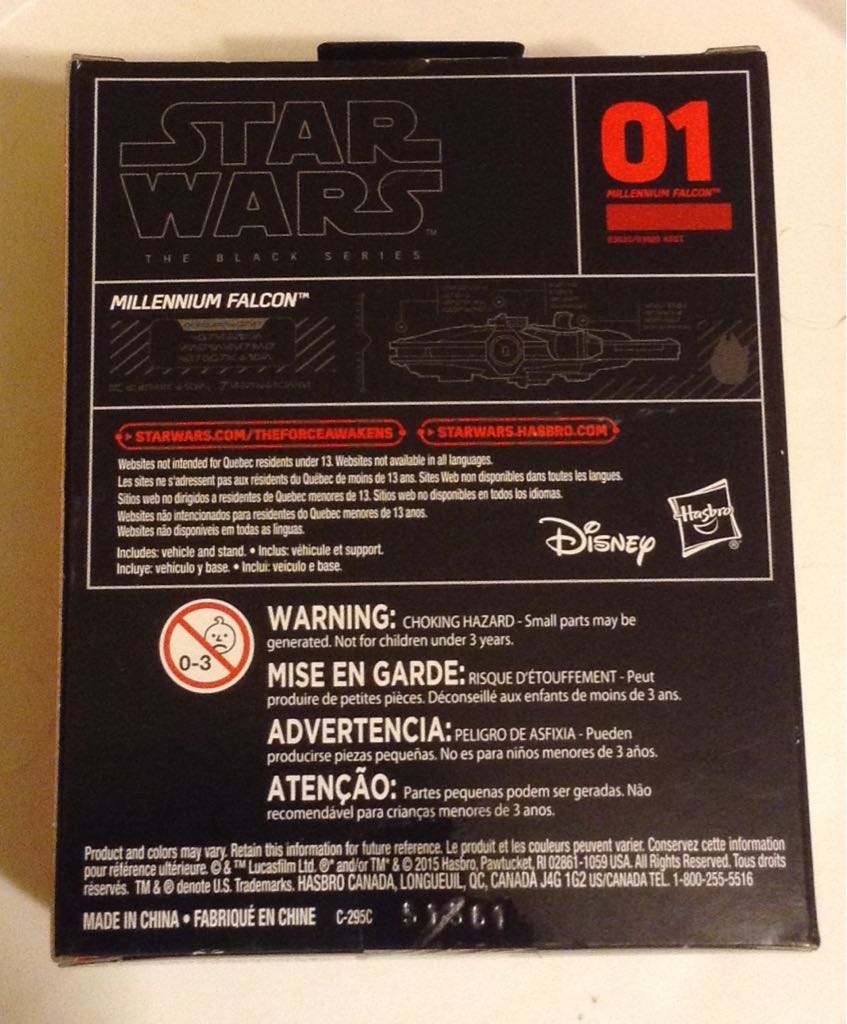 STAR
WARS™
THE BLACK SERIES
01
MILLENNIUM FALCON™
MILLENNIUM FALCON™
STARWARS.COM/THEFORCEAWAKENS
STARWARS.HASBRO.COM
Websites not intended for Quebec residents under 13. Websites not available in all languages.
Les sites ne s'adressent pas aux résidents du Québec de moins de 13 ans. Sites Web non disponibles dans toutes les langues.
Sitios web no dirigidos a residentes de Quebec menores de 13. Sitios web no disponibles en todos los idiomas.
Websites não intencionados para residentes do Quebec menores de 13 anos.
Websites não disponíveis em todas as línguas.
Includes: vehicle and stand. • Inclus: véhicule et support.
Incluye: vehículo y base. • Inclui: veículo e base.
Disney
Hasbro®
0-3
WARNING: CHOKING HAZARD - Small parts may be
generated. Not for children under 3 years.
MISE EN GARDE: RISQUE D'ÉTOUFFEMENT - Peut
produire de petites pièces. Déconseillé aux enfants de moins de 3 ans.
ADVERTENCIA: PELIGRO DE ASFIXIA - Pueden
producirse piezas pequeñas. No es para niños menores de 3 años.
ATENÇÃO: Partes pequenas podem ser geradas. Não
recomendável para crianças menores de 3 anos.
Product and colors may vary. Retain this information for future reference. Le produit et les couleurs peuvent varier. Conservez cette information
pour référence ultérieure. © & ™ Lucasfilm Ltd. ®* and/or TM* & © 2015 Hasbro, Pawtucket, RI 02861-1059 USA. All Rights Reserved. Tous droits
réservés. TM & ® denote U.S. Trademarks. HASBRO CANADA, LONGUEUIL, QC, CANADA J4G 1G2 US/CANADA TEL. 1-800-255-5516
MADE IN CHINA • FABRIQUÉ EN CHINE C-295C